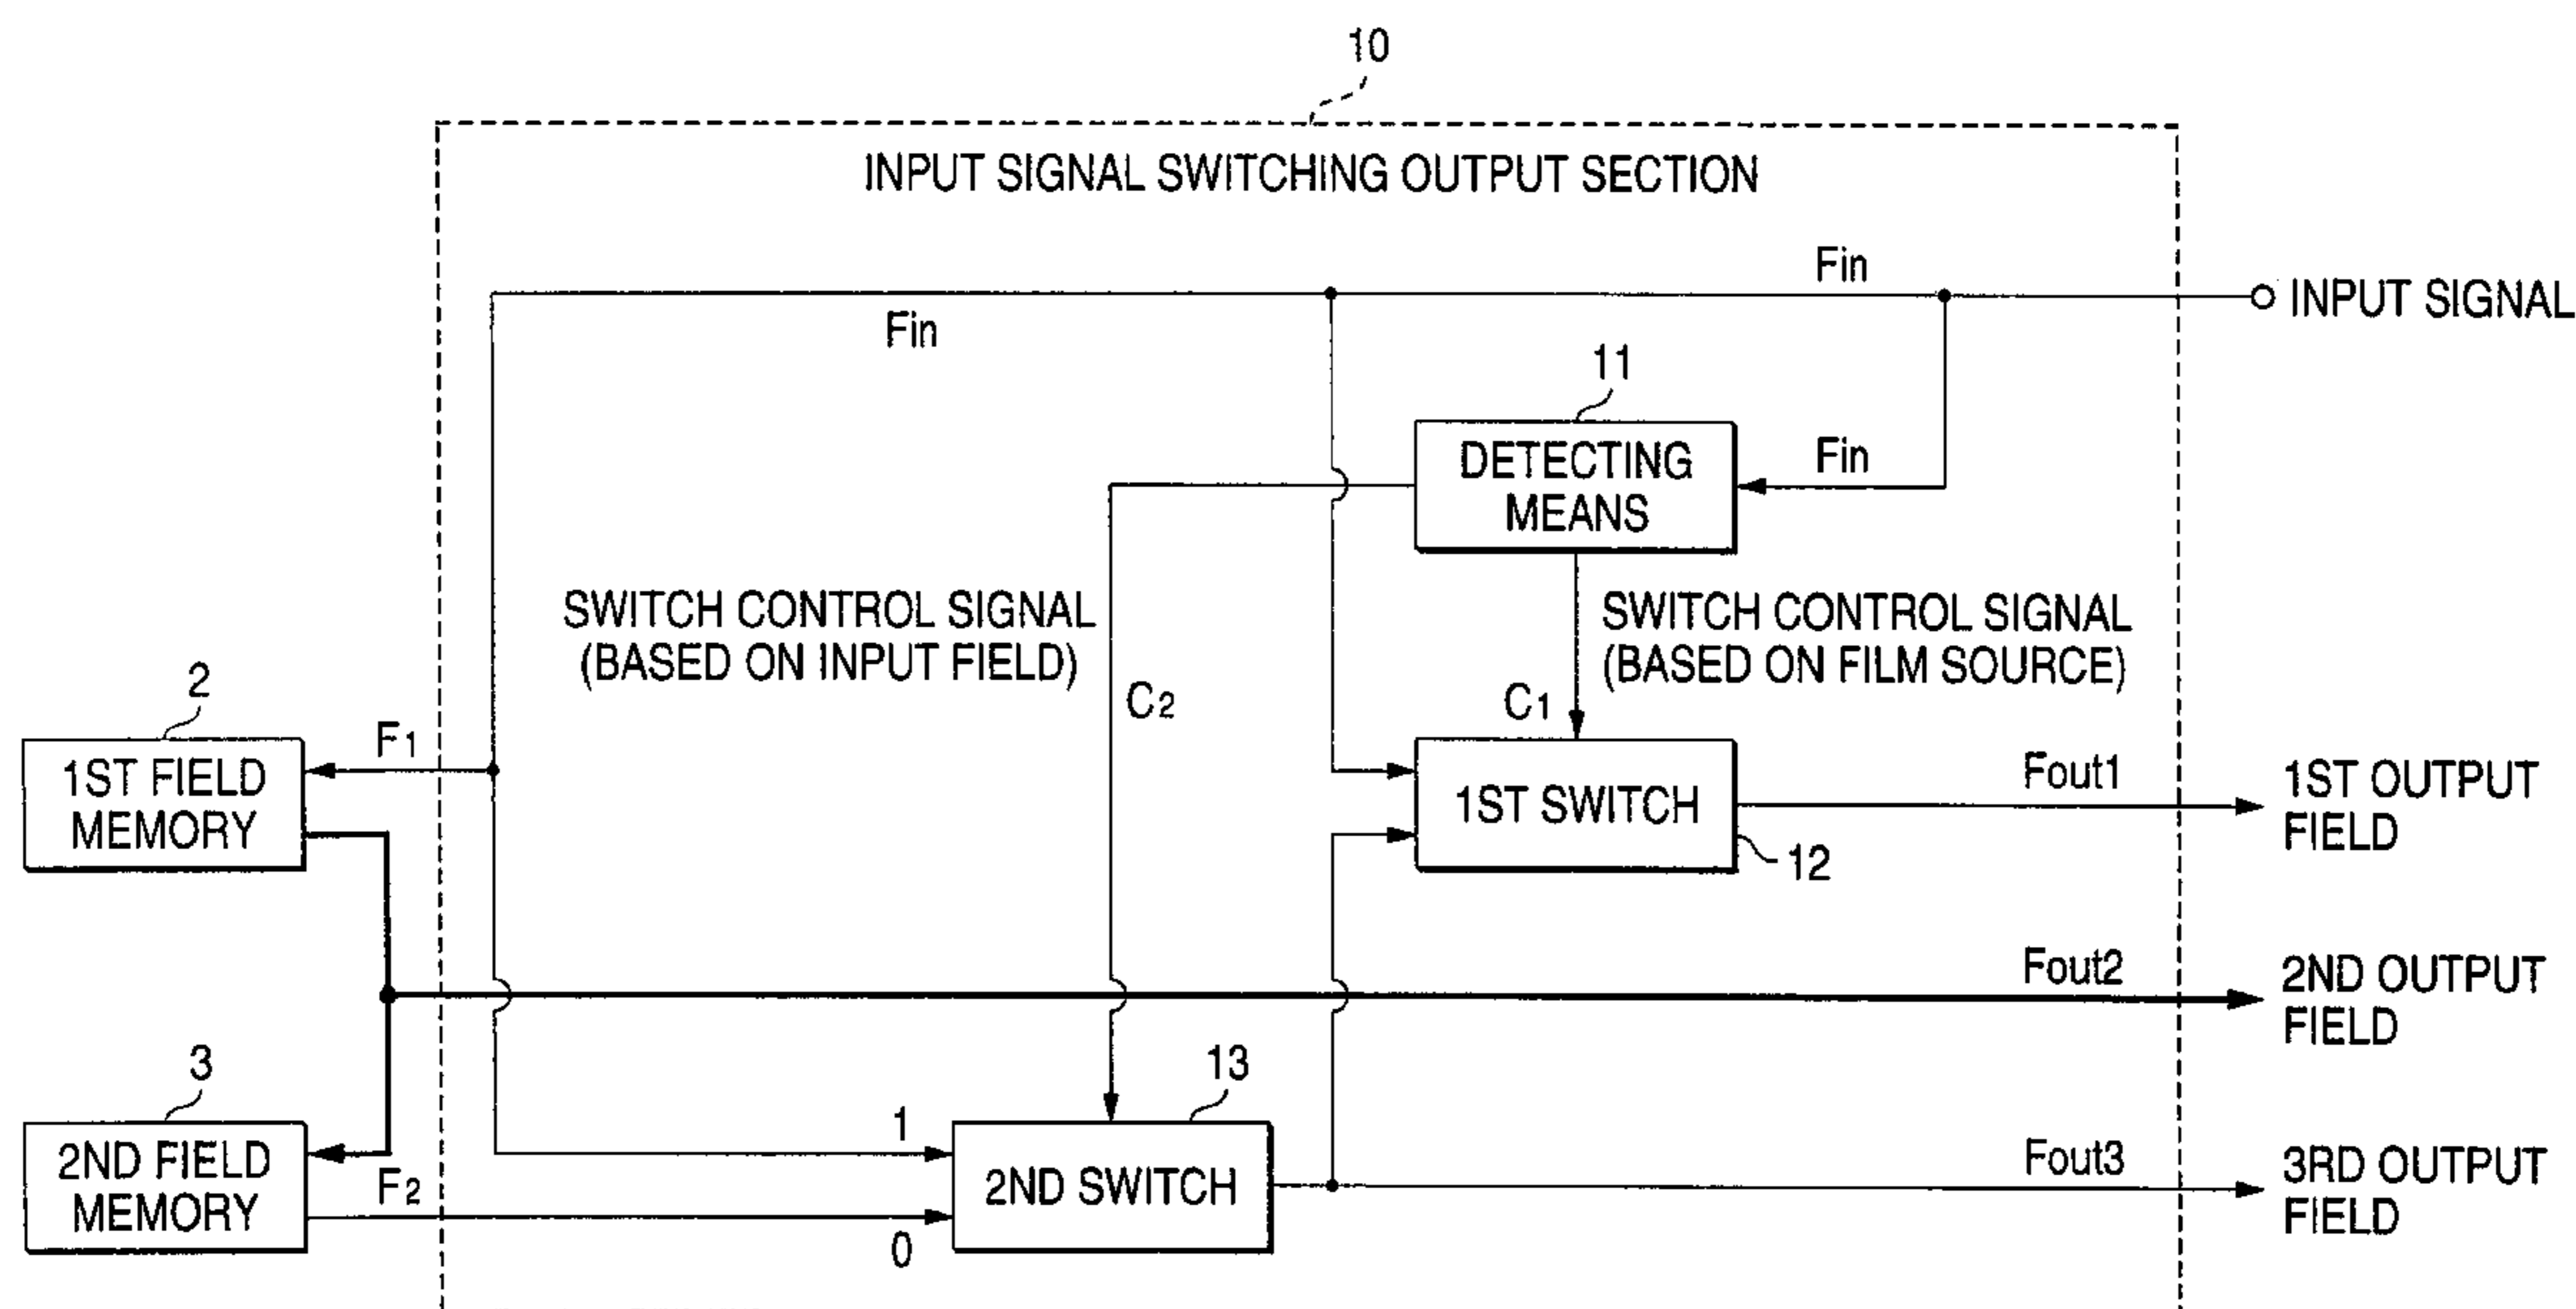 10
INPUT SIGNAL SWITCHING OUTPUT SECTION
Fin
INPUT SIGNAL
Fin
11
DETECTING
MEANS
Fin
SWITCH CONTROL SIGNAL
(BASED ON INPUT FIELD)
SWITCH CONTROL SIGNAL
(BASED ON FILM SOURCE)
C2
C1
2
F1
1ST FIELD
MEMORY
1ST SWITCH
12
Fout1
1ST OUTPUT
FIELD
Fout2
2ND OUTPUT
FIELD
3
2ND FIELD
MEMORY
F2
1
0
13
2ND SWITCH
Fout3
3RD OUTPUT
FIELD